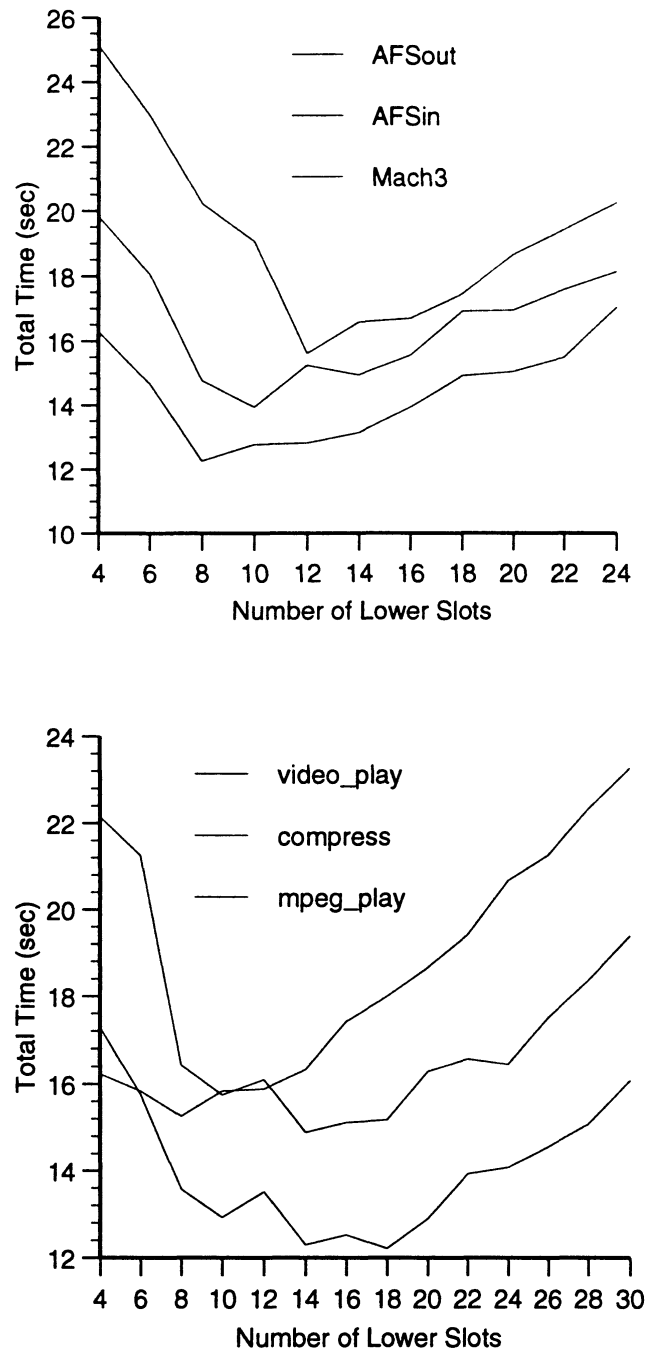 26
24
22
20
18
16
14
12
10
Total Time (sec)
AFSout
AFSin
Mach3
4 6 8 10 12 14 16 18 20 22 24
Number of Lower Slots
24
22
20
18
16
14
12
Total Time (sec)
video_play
compress
mpeg_play
4 6 8 10 12 14 16 18 20 22 24 26 28 30
Number of Lower Slots